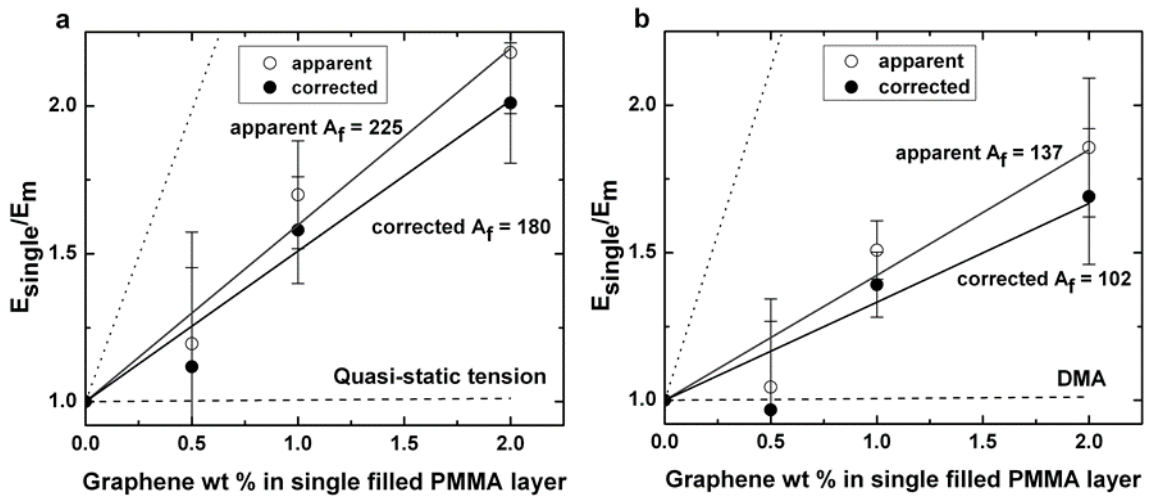 a
apparent
corrected
apparent A_f = 225
corrected A_f = 180
Quasi-static tension
E_single/E_m
2.0
1.5
1.0
0.0 0.5 1.0 1.5 2.0
Graphene wt % in single filled PMMA layer
b
apparent
corrected
apparent A_f = 137
corrected A_f = 102
DMA
E_single/E_m
2.0
1.5
1.0
0.0 0.5 1.0 1.5 2.0
Graphene wt % in single filled PMMA layer